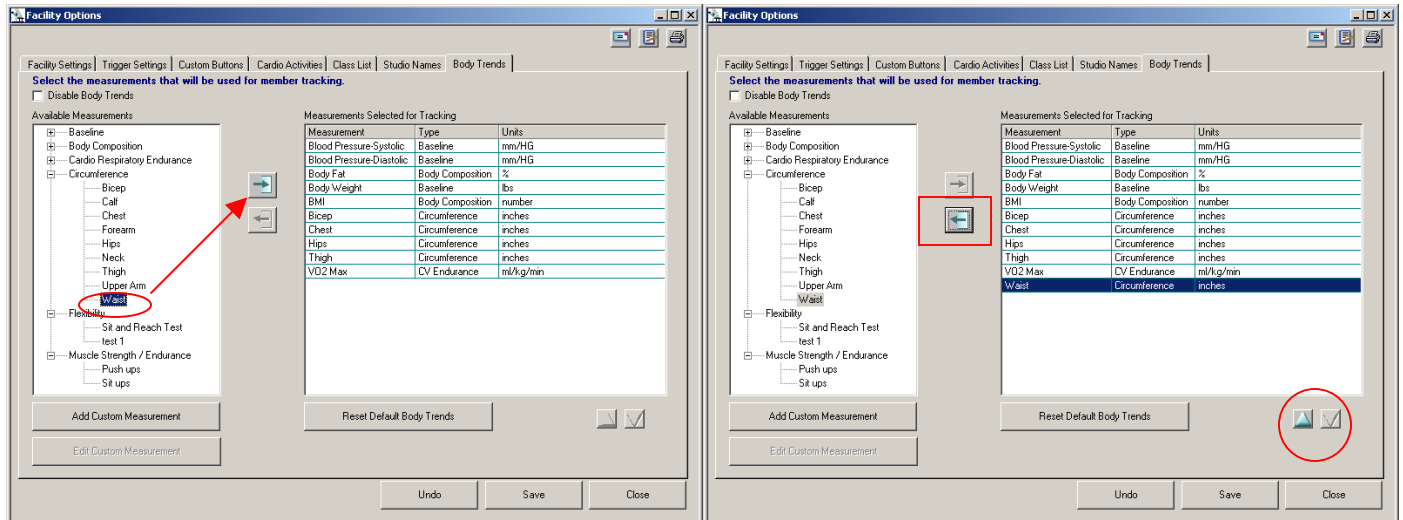 Facility Options
Facility Settings Trigger Settings Custom Buttons Cardio Activities Class List Studio Names Body Trends
Select the measurements that will be used for member tracking.
Disable Body Trends
Available Measurements
Baseline
Body Composition
Cardio Respiratory Endurance
Circumference
Bicep
Calf
Chest
Forearm
Hips
Neck
Thigh
Upper Arm
Waist
Flexibility
Sit and Reach Test
test 1
Muscle Strength / Endurance
Push ups
Sit ups
Measurements Selected for Tracking
Measurement Type Units
Blood Pressure-Systolic Baseline mm/HG
Blood Pressure-Diastolic Baseline mm/HG
Body Fat Body Composition %
Body Weight Baseline lbs
BMI Body Composition number
Bicep Circumference inches
Chest Circumference inches
Hips Circumference inches
Thigh Circumference inches
VO2 Max CV Endurance ml/kg/min
Add Custom Measurement
Reset Default Body Trends
Edit Custom Measurement
Undo Save Close
Facility Options
Facility Settings Trigger Settings Custom Buttons Cardio Activities Class List Studio Names Body Trends
Select the measurements that will be used for member tracking.
Disable Body Trends
Available Measurements
Baseline
Body Composition
Cardio Respiratory Endurance
Circumference
Bicep
Calf
Chest
Forearm
Hips
Neck
Thigh
Upper Arm
Waist
Flexibility
Sit and Reach Test
test 1
Muscle Strength / Endurance
Push ups
Sit ups
Measurements Selected for Tracking
Measurement Type Units
Blood Pressure-Systolic Baseline mm/HG
Blood Pressure-Diastolic Baseline mm/HG
Body Fat Body Composition %
Body Weight Baseline lbs
BMI Body Composition number
Bicep Circumference inches
Chest Circumference inches
Hips Circumference inches
Thigh Circumference inches
VO2 Max CV Endurance ml/kg/min
Waist Circumference inches
Add Custom Measurement
Reset Default Body Trends
Edit Custom Measurement
Undo Save Close